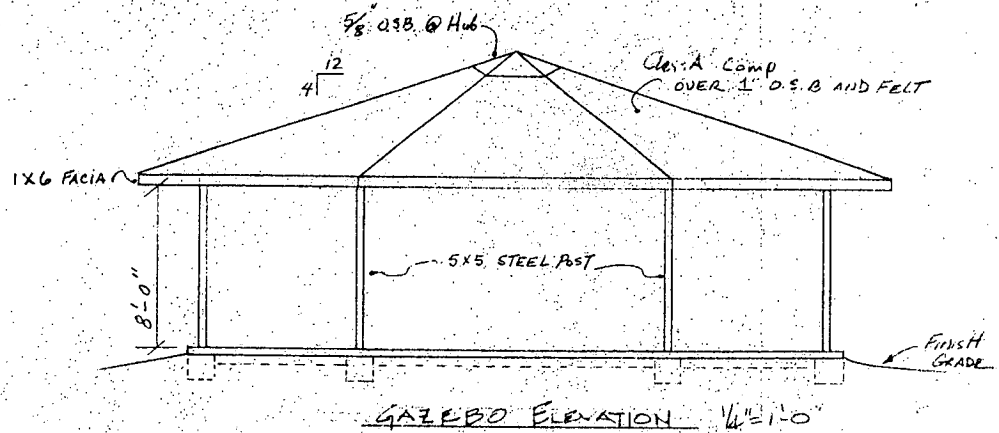 5/8" O.S.B. @ Hub
12
4
Class A Comp
OVER 1" O.S.B AND FELT
1X6 FACIA
5X5 STEEL POST
8'-0"
FINISH
GRADE
GAZEBO ELEVATION 1/4"=1'-0"